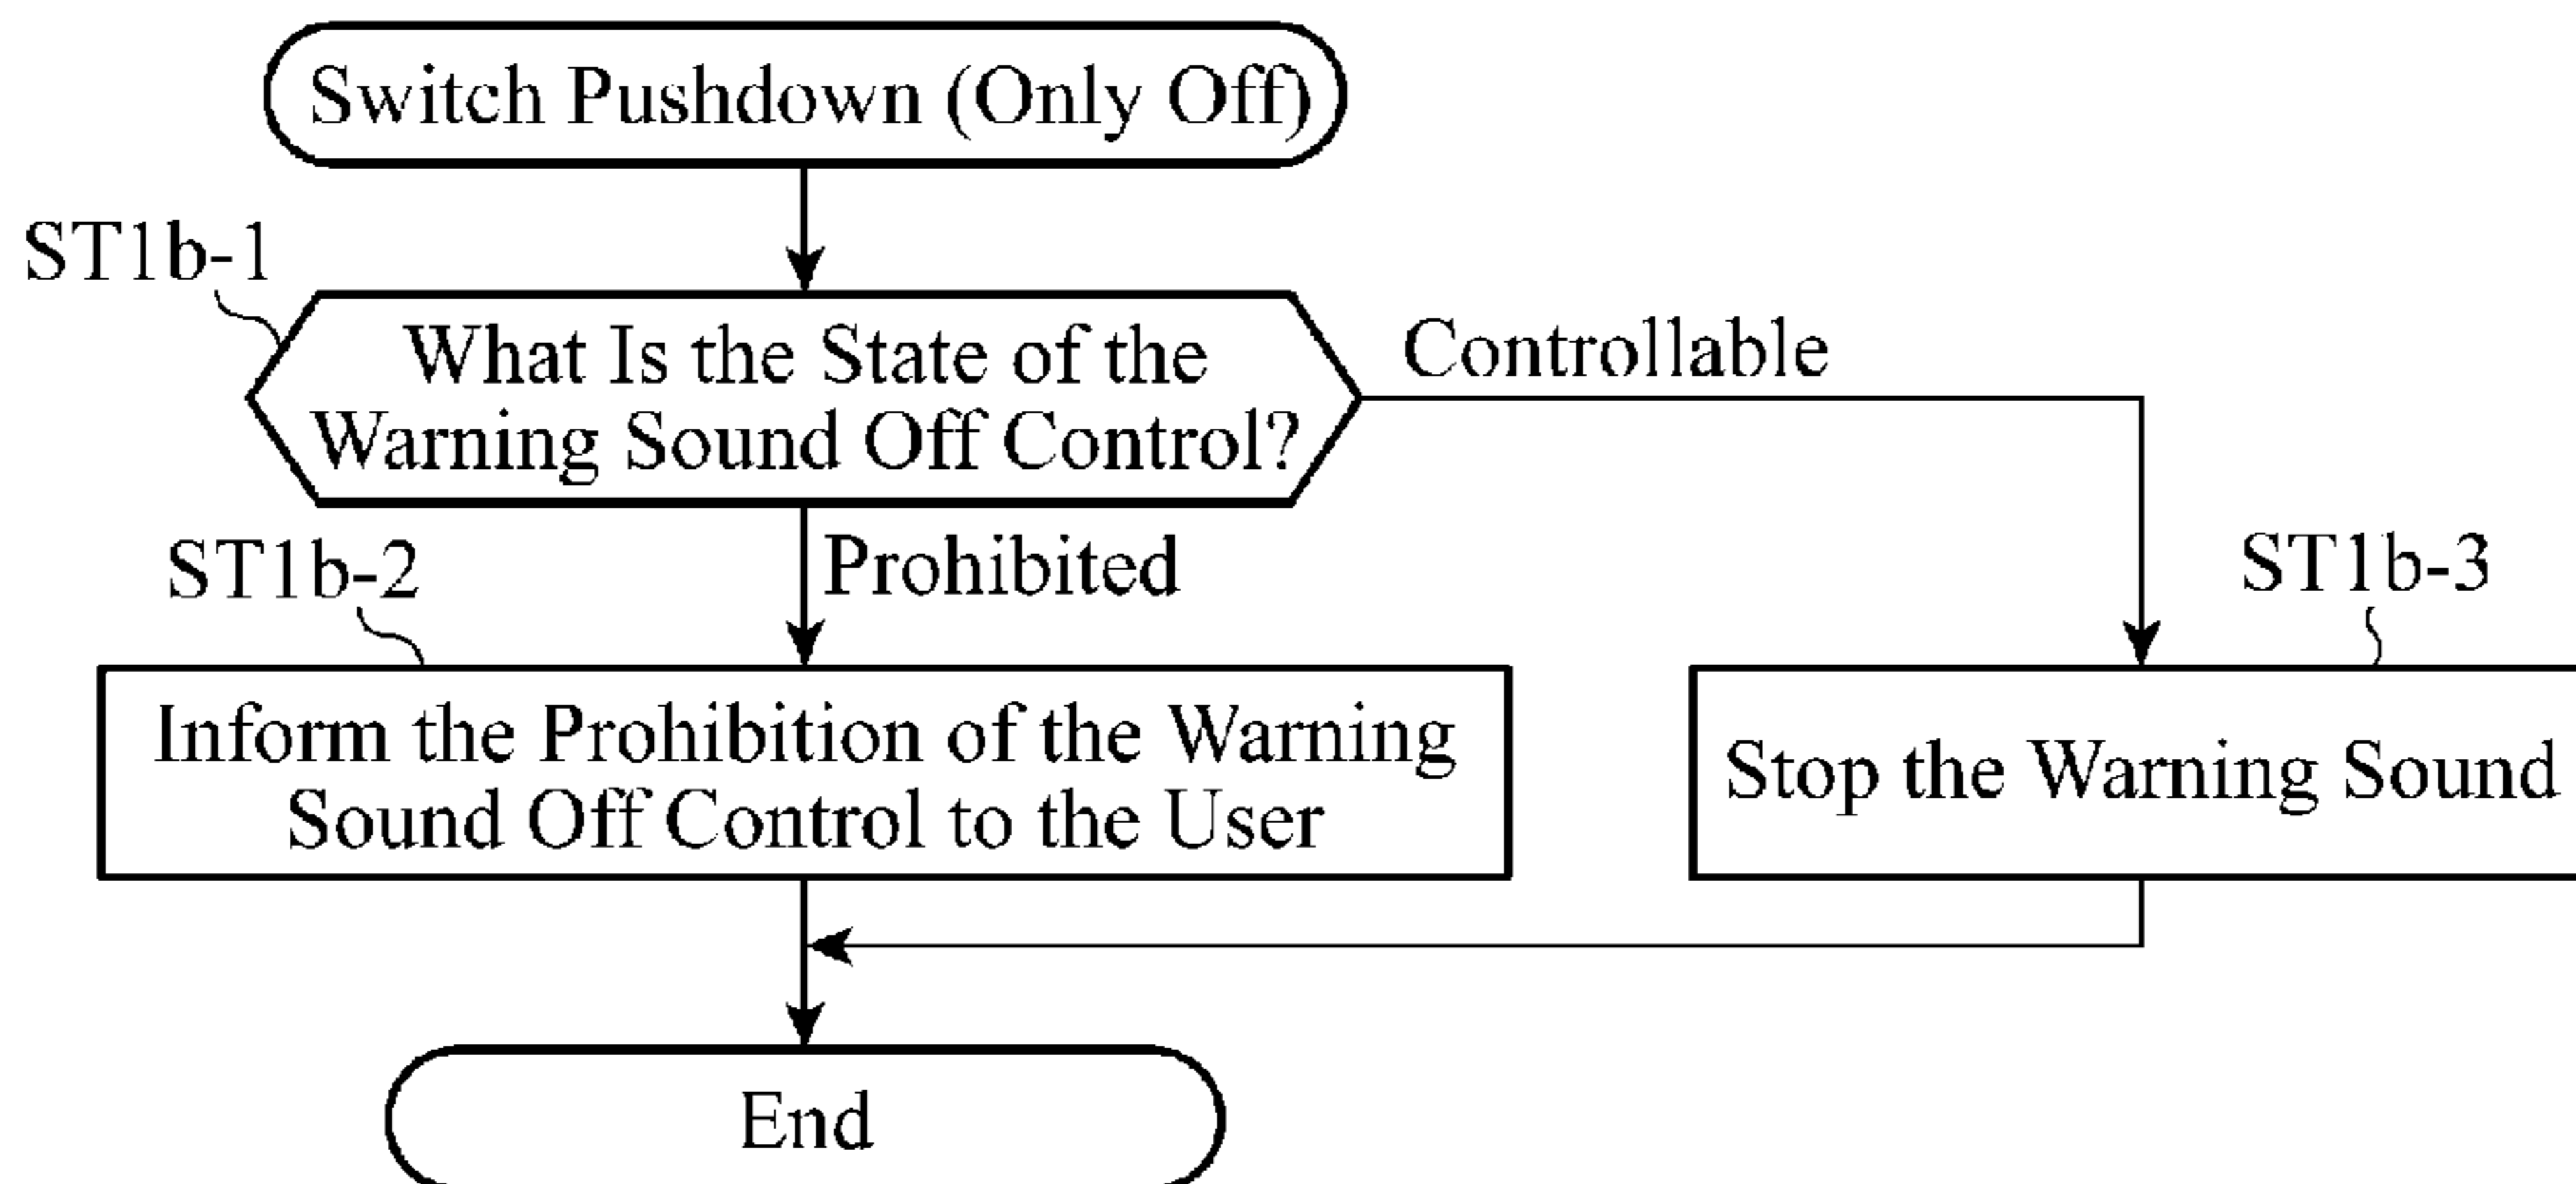 Switch Pushdown (Only Off)
ST1b-1
What Is the State of the
Warning Sound Off Control?
Controllable
Prohibited
ST1b-2
ST1b-3
Inform the Prohibition of the Warning
Sound Off Control to the User
Stop the Warning Sound
End